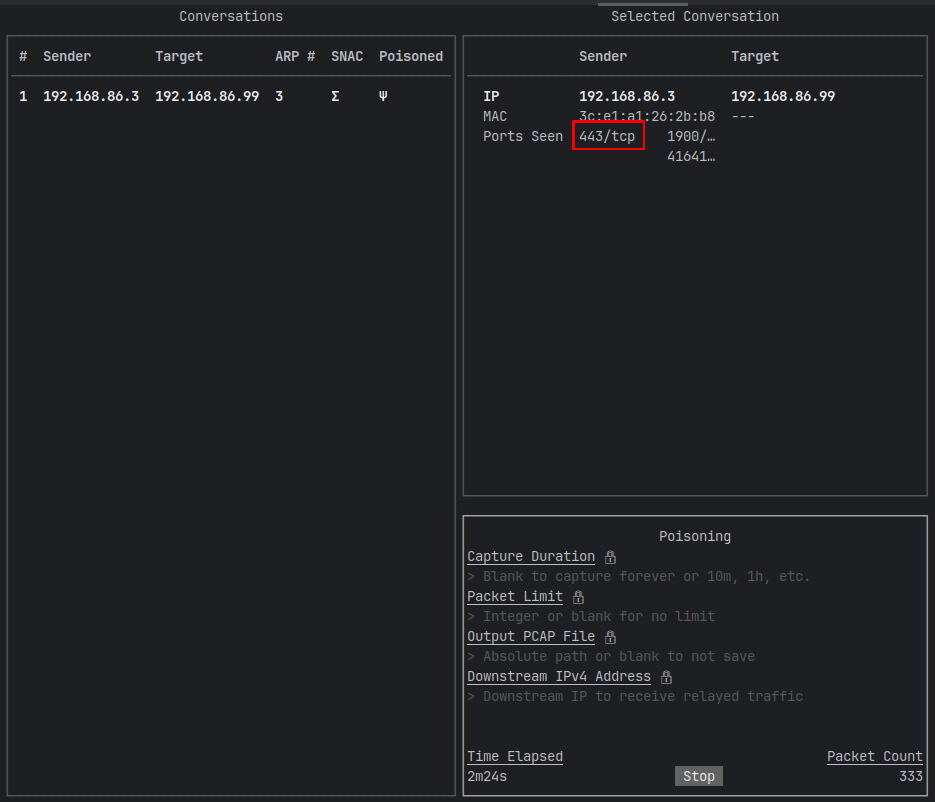 Conversations
# Sender Target ARP # SNAC Poisoned
1 192.168.86.3 192.168.86.99 3 Σ Ψ
Selected Conversation
Sender Target
IP 192.168.86.3 192.168.86.99
MAC 3c:e1:a1:26:2b:b8 ---
Ports Seen 443/tcp 1900/…
41641…
Poisoning
Capture Duration
> Blank to capture forever or 10m, 1h, etc.
Packet Limit
> Integer or blank for no limit
Output PCAP File
> Absolute path or blank to not save
Downstream IPv4 Address
> Downstream IP to receive relayed traffic
Time Elapsed Packet Count
2m24s Stop 333